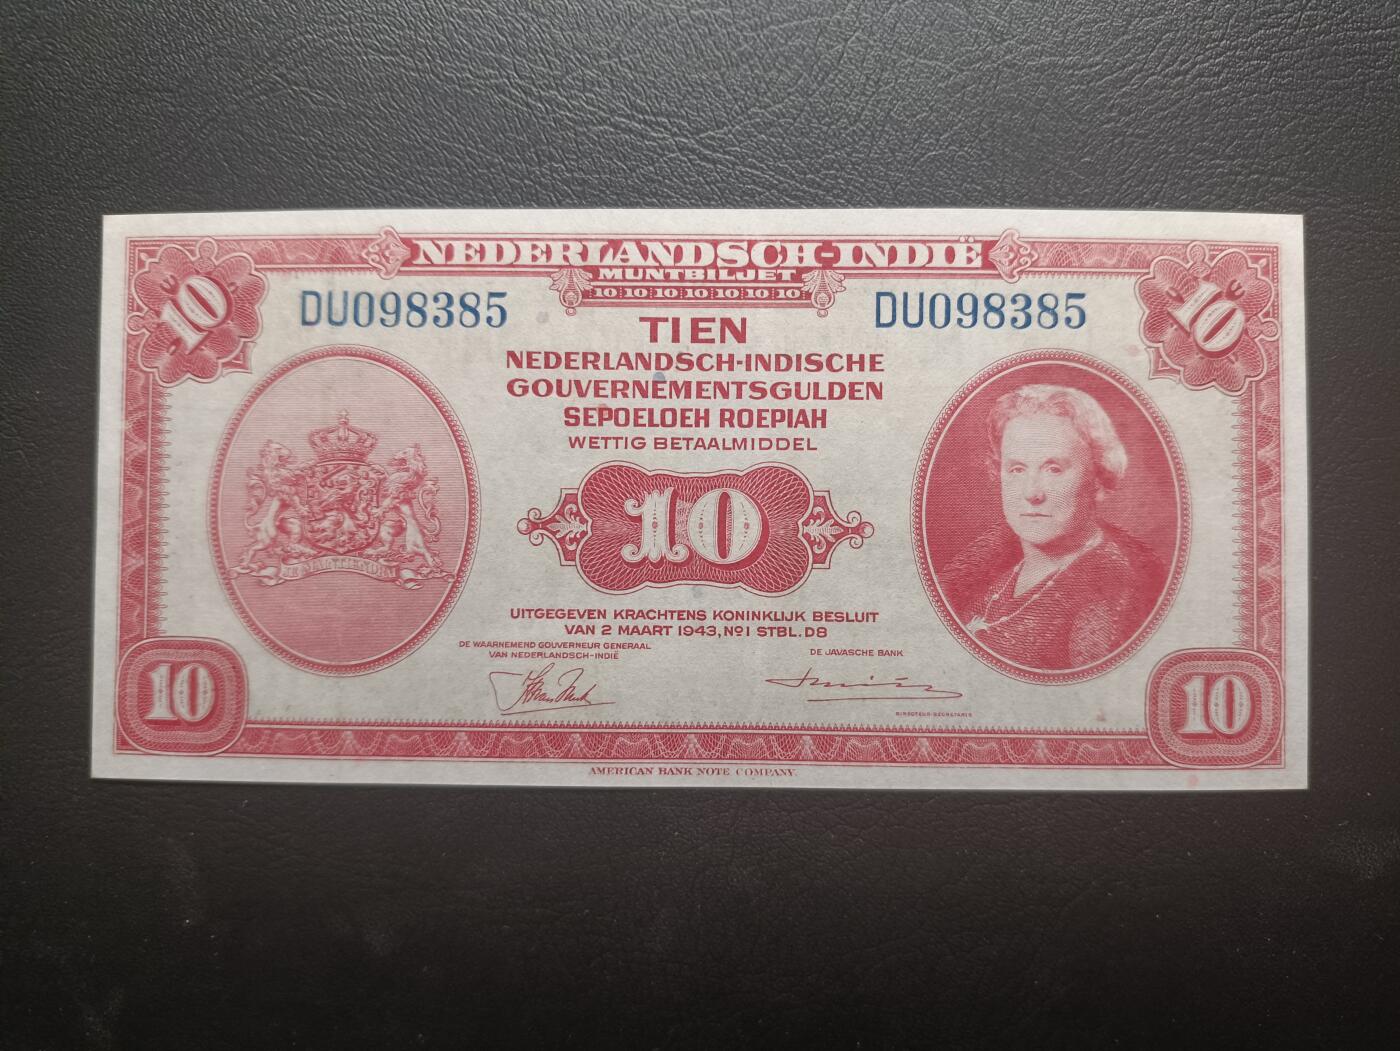 NEDERLANDSCH-INDIË
MUNTBILJET
10 10 10 10 10 10 10
10
10
DU098385
DU098385
TIEN
NEDERLANDSCH-INDISCHE
GOUVERNEMENTSGULDEN
SEPOELOEH ROEPIAH
WETTIG BETAALMIDDEL
10
UITGEGEVEN KRACHTENS KONINKLIJK BESLUIT
VAN 2 MAART 1943, No1 STBL. D8
DE WAARNEMEND GOUVERNEUR GENERAAL
VAN NEDERLANDSCH-INDIË
DE JAVASCHE BANK
DIRECTEUR-SECRETARIS
10
10
AMERICAN BANK NOTE COMPANY.